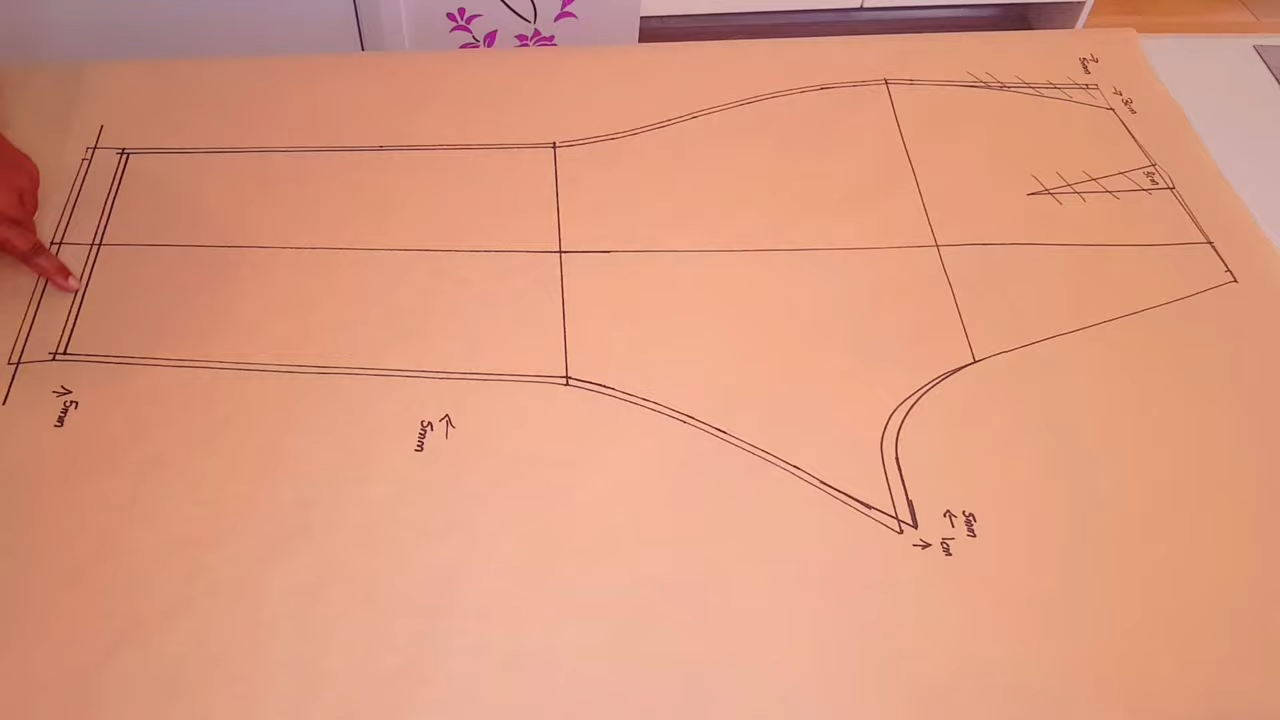 → 5mm
→ 3cm
3cm
← 5mm
↑ 5mm
5mm
← 1cm
↑